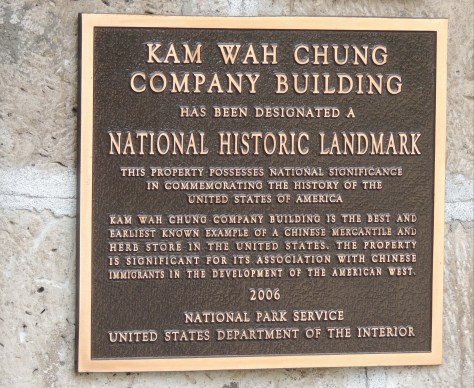 KAM WAH CHUNG
COMPANY BUILDING
HAS BEEN DESIGNATED A
NATIONAL HISTORIC LANDMARK
THIS PROPERTY POSSESSES NATIONAL SIGNIFICANCE
IN COMMEMORATING THE HISTORY OF THE
UNITED STATES OF AMERICA
KAM WAH CHUNG COMPANY BUILDING IS THE BEST AND
EARLIEST KNOWN EXAMPLE OF A CHINESE MERCANTILE AND
HERB STORE IN THE UNITED STATES. THE PROPERTY
IS SIGNIFICANT FOR ITS ASSOCIATION WITH CHINESE
IMMIGRANTS IN THE DEVELOPMENT OF THE AMERICAN WEST.
2006
NATIONAL PARK SERVICE
UNITED STATES DEPARTMENT OF THE INTERIOR